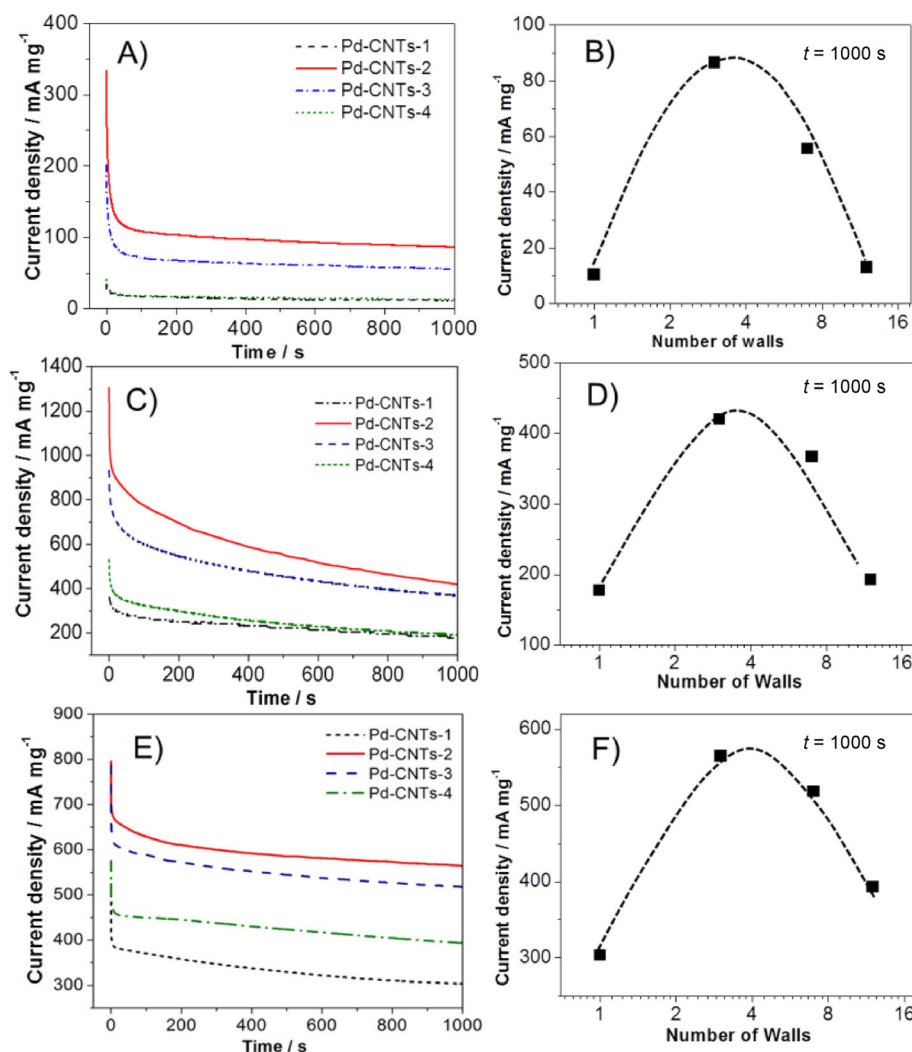 A)
Pd-CNTs-1
Pd-CNTs-2
Pd-CNTs-3
Pd-CNTs-4
400
300
200
100
0
0 200 400 600 800 1000
Time / s
Current density / mA mg-1
B)
t = 1000 s
100
80
60
40
20
0
1 2 4 8 16
Number of walls
Current dentsity / mA mg-1
C)
Pd-CNTs-1
Pd-CNTs-2
Pd-CNTs-3
Pd-CNTs-4
1400
1200
1000
800
600
400
200
0 200 400 600 800 1000
Time / s
Current density / mA mg-1
D)
t = 1000 s
500
400
300
200
100
1 2 4 8 16
Number of Walls
Current dentsity / mA mg-1
E)
Pd-CNTs-1
Pd-CNTs-2
Pd-CNTs-3
Pd-CNTs-4
900
800
700
600
500
400
300
0 200 400 600 800 1000
Time / s
Current density / mA mg-1
F)
t = 1000 s
600
500
400
300
1 2 4 8 16
Number of Walls
Current density / mA mg-1